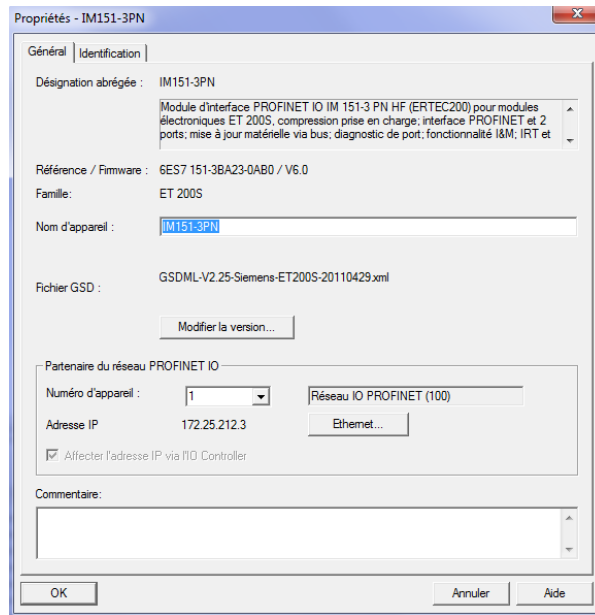 Propriétés - IM151-3PN
Général
Identification
Désignation abrégée :
IM151-3PN
Module d'interface PROFINET IO IM 151-3 PN HF (ERTEC200) pour modules
électroniques ET 200S, compression prise en charge; interface PROFINET et 2
ports; mise à jour matérielle via bus; diagnostic de port; fonctionnalité I&M; IRT et
Référence / Firmware :
6ES7 151-3BA23-0AB0 / V6.0
Famille:
ET 200S
Nom d'appareil :
IM151-3PN
Fichier GSD :
GSDML-V2.25-Siemens-ET200S-20110429.xml
Modifier la version...
Partenaire du réseau PROFINET IO
Numéro d'appareil :
1
Réseau IO PROFINET (100)
Adresse IP
172.25.212.3
Ethernet...
Affecter l'adresse IP via l'IO Controller
Commentaire:
OK
Annuler
Aide